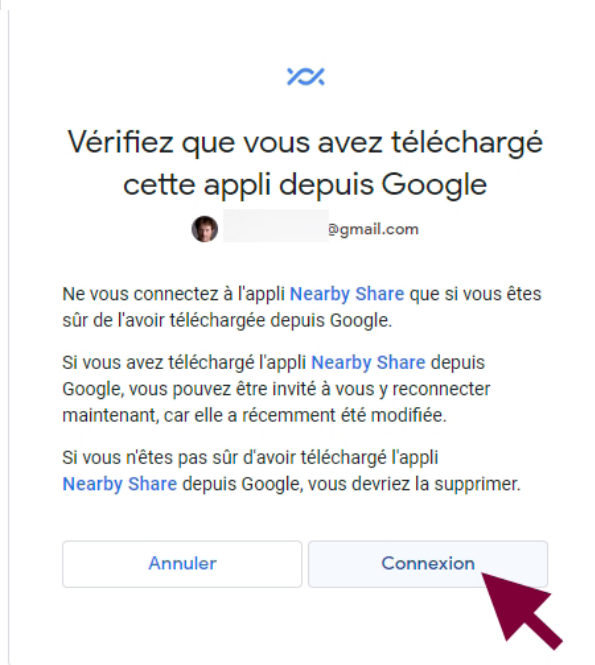 Vérifiez que vous avez téléchargé
cette appli depuis Google
@gmail.com
Ne vous connectez à l'appli Nearby Share que si vous êtes
sûr de l'avoir téléchargée depuis Google.
Si vous avez téléchargé l'appli Nearby Share depuis
Google, vous pouvez être invité à vous y reconnecter
maintenant, car elle a récemment été modifiée.
Si vous n'êtes pas sûr d'avoir téléchargé l'appli
Nearby Share depuis Google, vous devriez la supprimer.
Annuler
Connexion